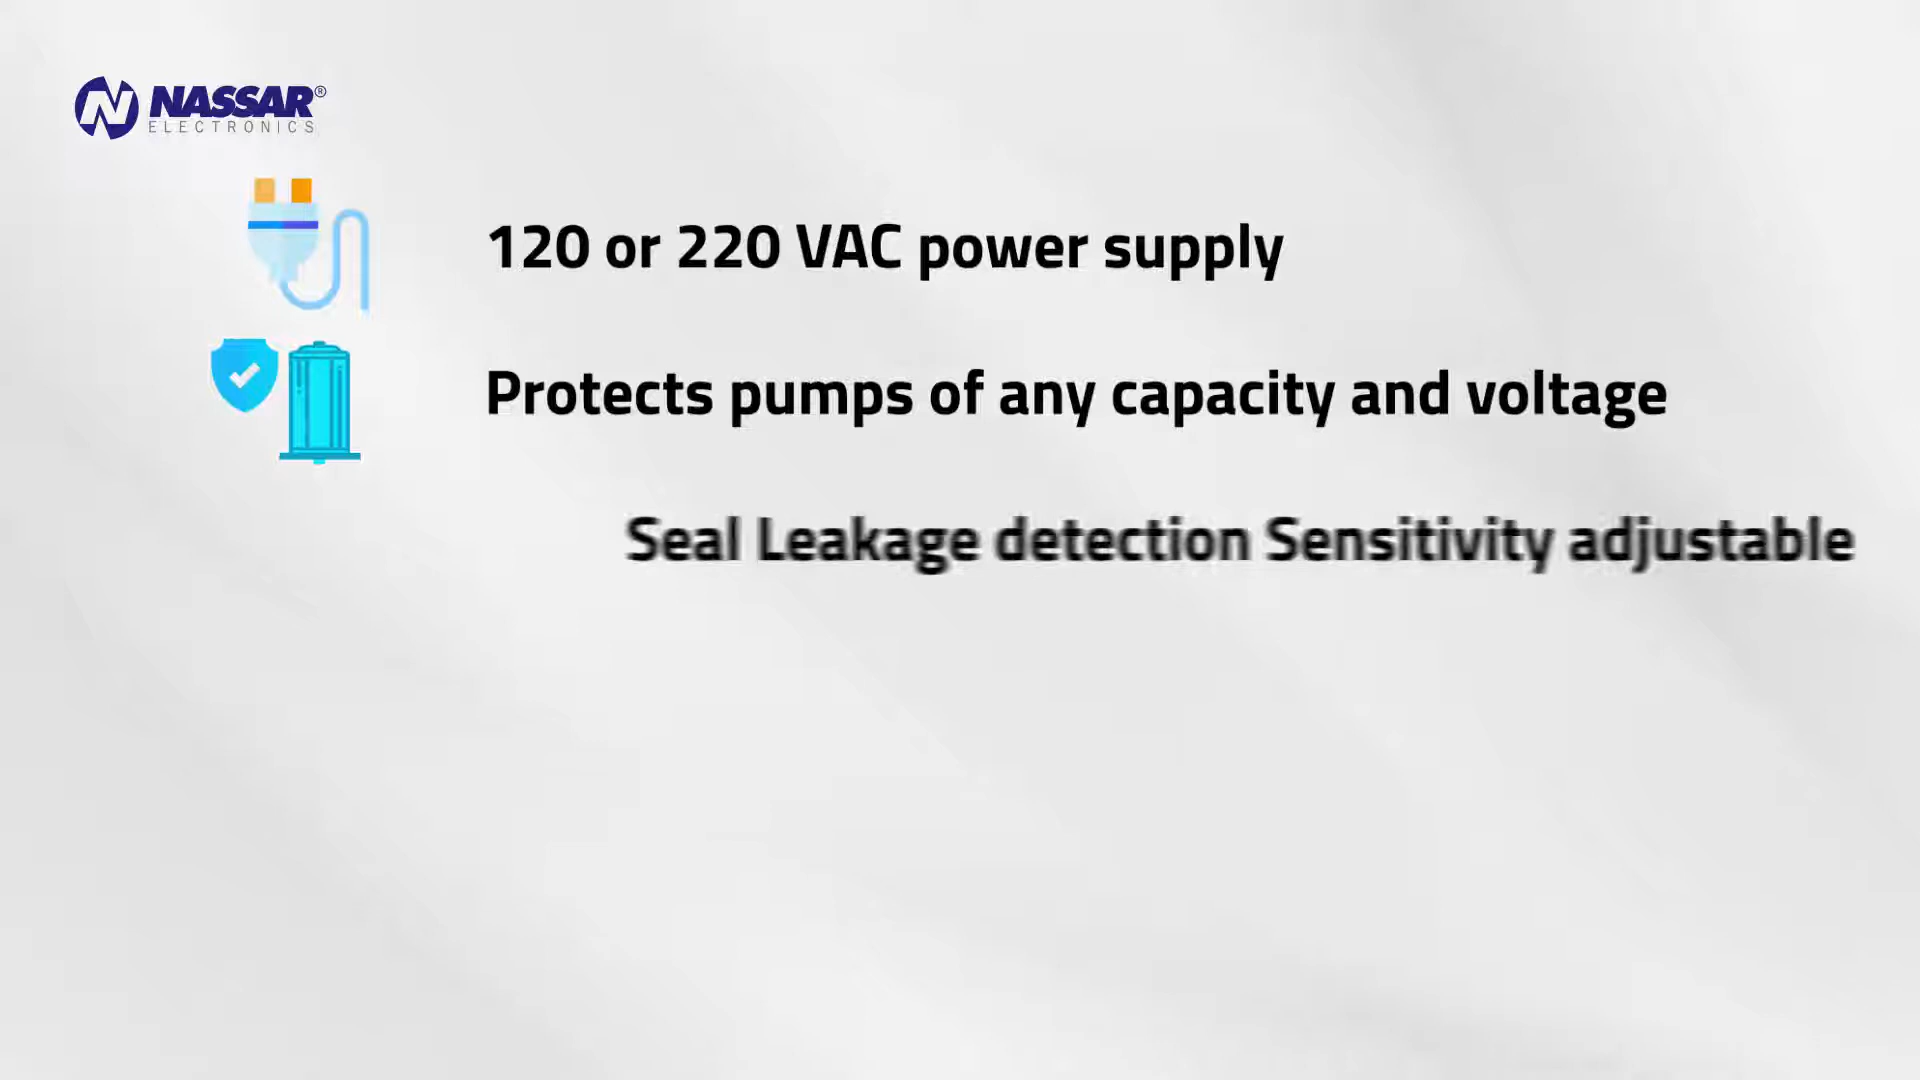 NASSAR®
ELECTRONICS
120 or 220 VAC power supply
Protects pumps of any capacity and voltage
Seal Leakage detection Sensitivity adjustable